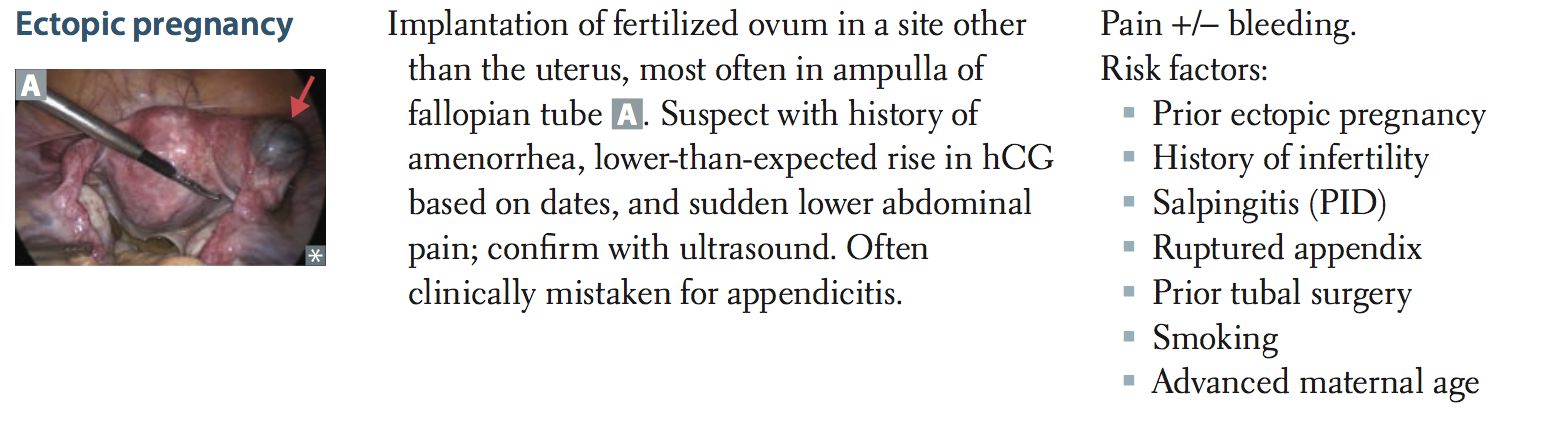 Ectopic pregnancy
A
*
Implantation of fertilized ovum in a site other
than the uterus, most often in ampulla of
fallopian tube A. Suspect with history of
amenorrhea, lower-than-expected rise in hCG
based on dates, and sudden lower abdominal
pain; confirm with ultrasound. Often
clinically mistaken for appendicitis.
Pain +/– bleeding.
Risk factors:
▪ Prior ectopic pregnancy
▪ History of infertility
▪ Salpingitis (PID)
▪ Ruptured appendix
▪ Prior tubal surgery
▪ Smoking
▪ Advanced maternal age